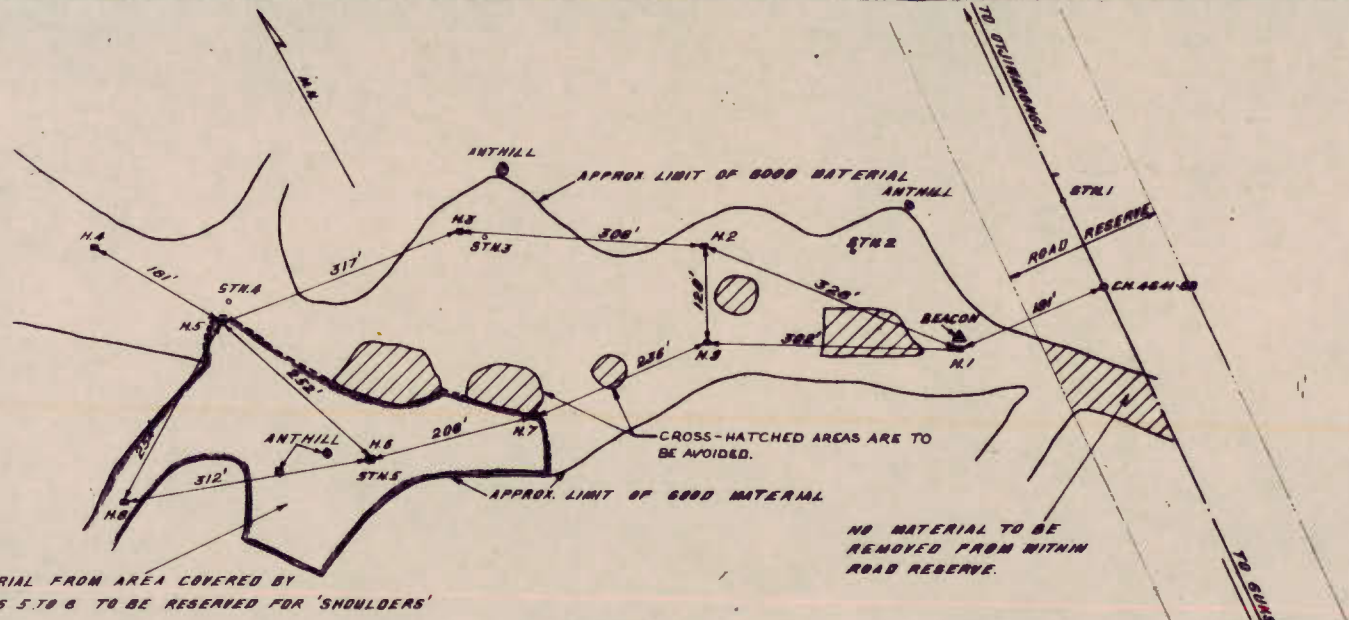 TO OTJIWARONGO
M.N.
ANTHILL
APPROX LIMIT OF GOOD MATERIAL
ANTHILL
STN.1
ROAD RESERVE
H.4
H.3
STN.3
308'
H.2
STN.2
181'
317'
328'
128'
STN.4
181'
CH.4641+50
BEACON
H.5
H.9
302'
H.1
236'
252'
H.7
208'
CROSS-HATCHED AREAS ARE TO
BE AVOIDED.
ANTHILL
H.6
STN.5
312'
H.8
APPROX. LIMIT OF GOOD MATERIAL
NO MATERIAL TO BE
REMOVED FROM WITHIN
ROAD RESERVE.
RIAL FROM AREA COVERED BY
S 5 TO 8 TO BE RESERVED FOR 'SHOULDERS'